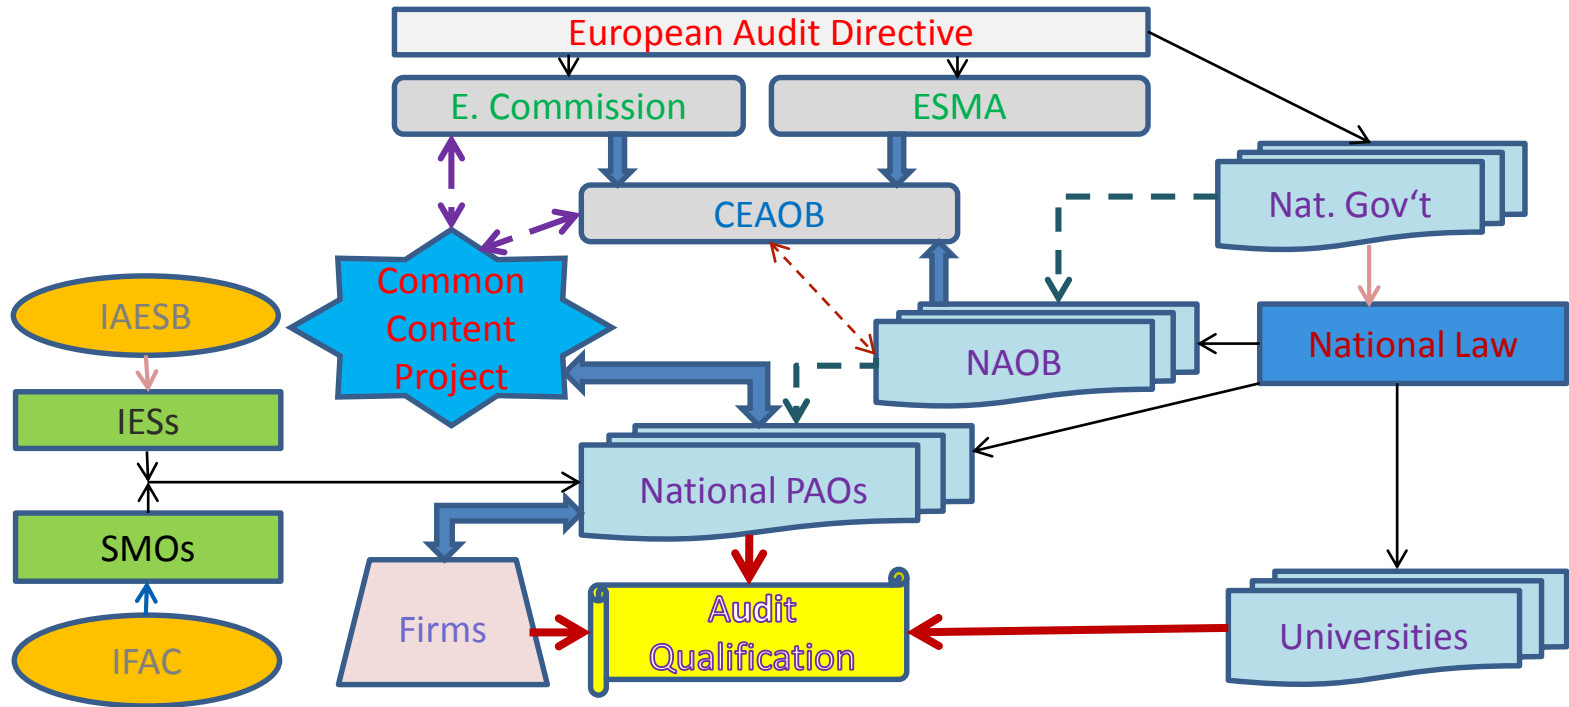 European Audit Directive
E. Commission
ESMA
CEAOB
Nat. Gov‘t
Common
Content
Project
IAESB
NAOB
National Law
IESs
National PAOs
SMOs
Firms
Audit
Qualification
Universities
IFAC